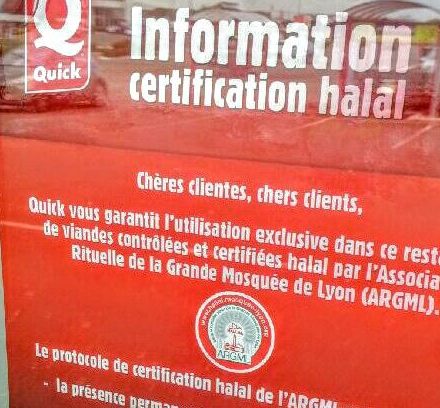 Quick
Information
certification halal
Chères clientes, chers clients,
Quick vous garantit l'utilisation exclusive dans ce rest
de viandes contrôlées et certifiées halal par l'Associa
Rituelle de la Grande Mosquée de Lyon (ARGML).
ARGML
Le protocole de certification halal de l'ARGM
- la présence perma